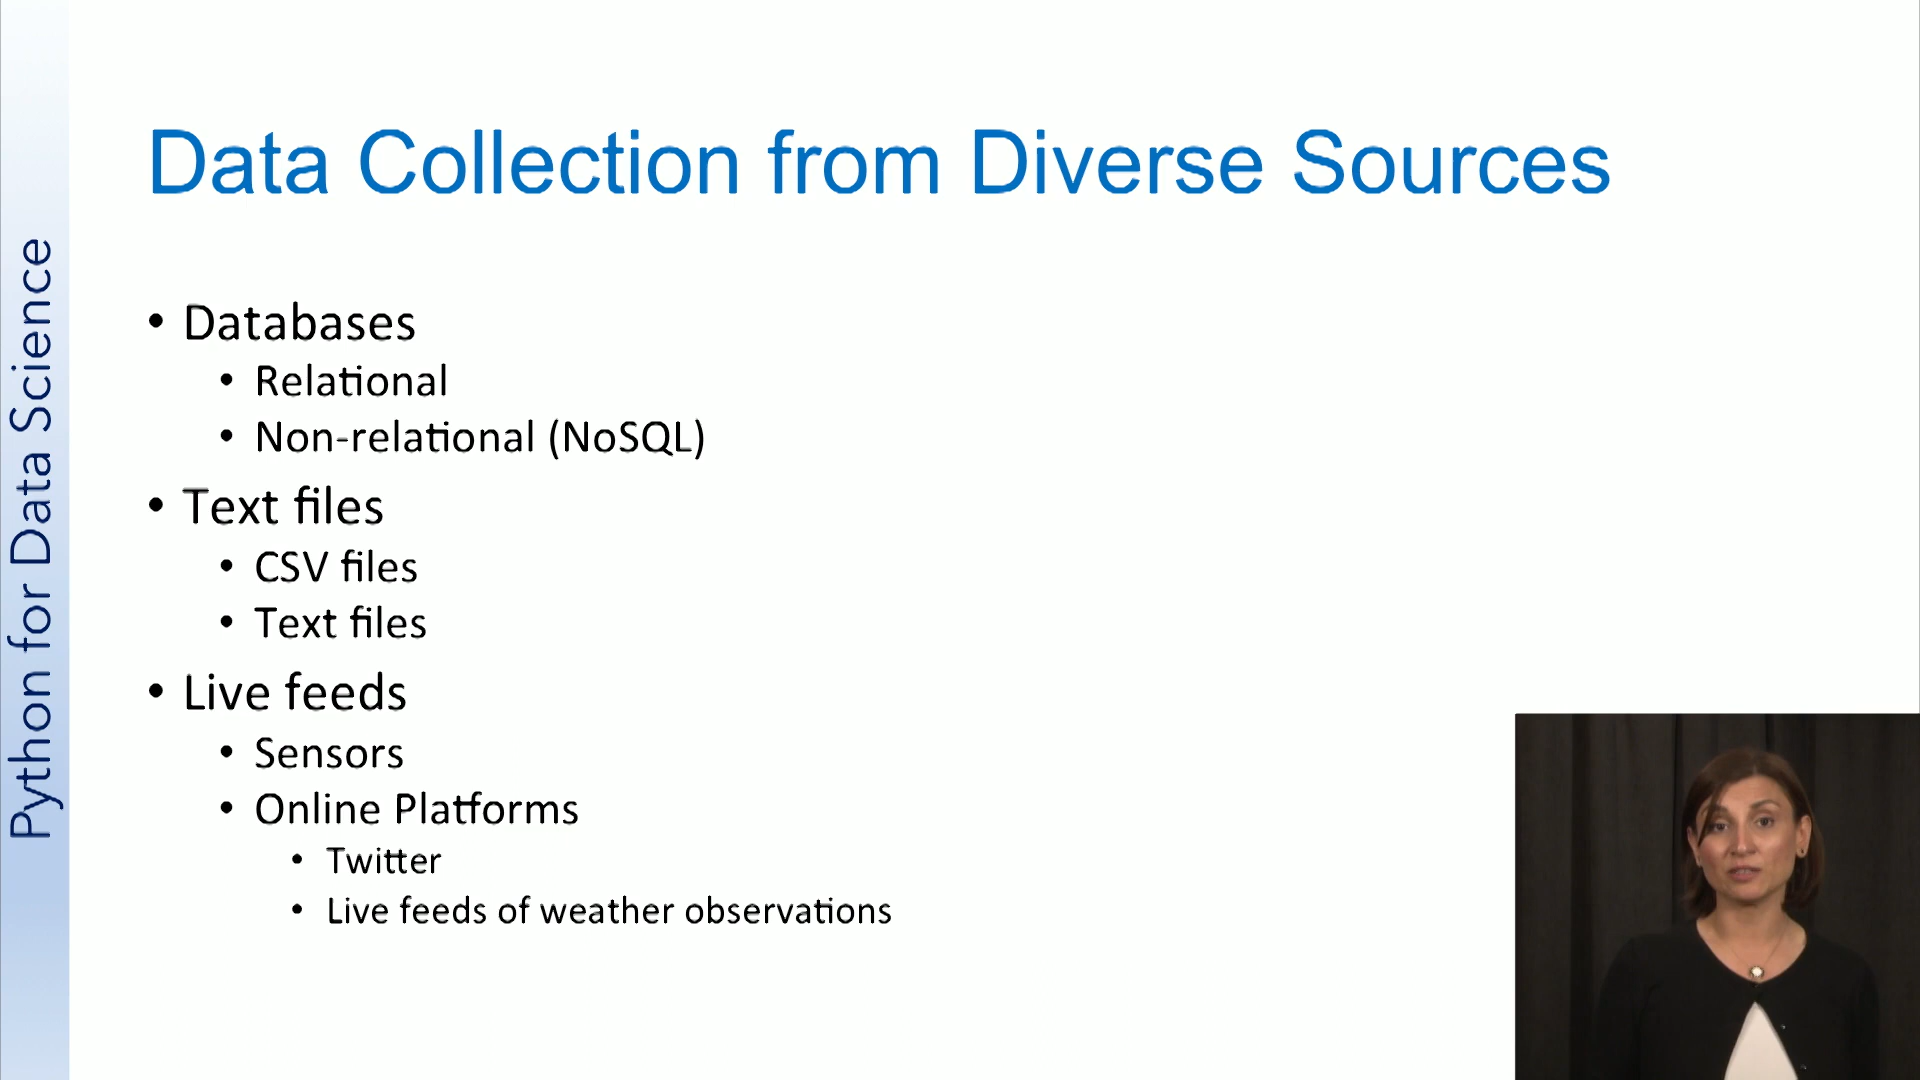 Python for Data Science
Data Collection from Diverse Sources
• Databases
• Relational
• Non-relational (NoSQL)
• Text files
• CSV files
• Text files
• Live feeds
• Sensors
• Online Platforms
• Twitter
• Live feeds of weather observations